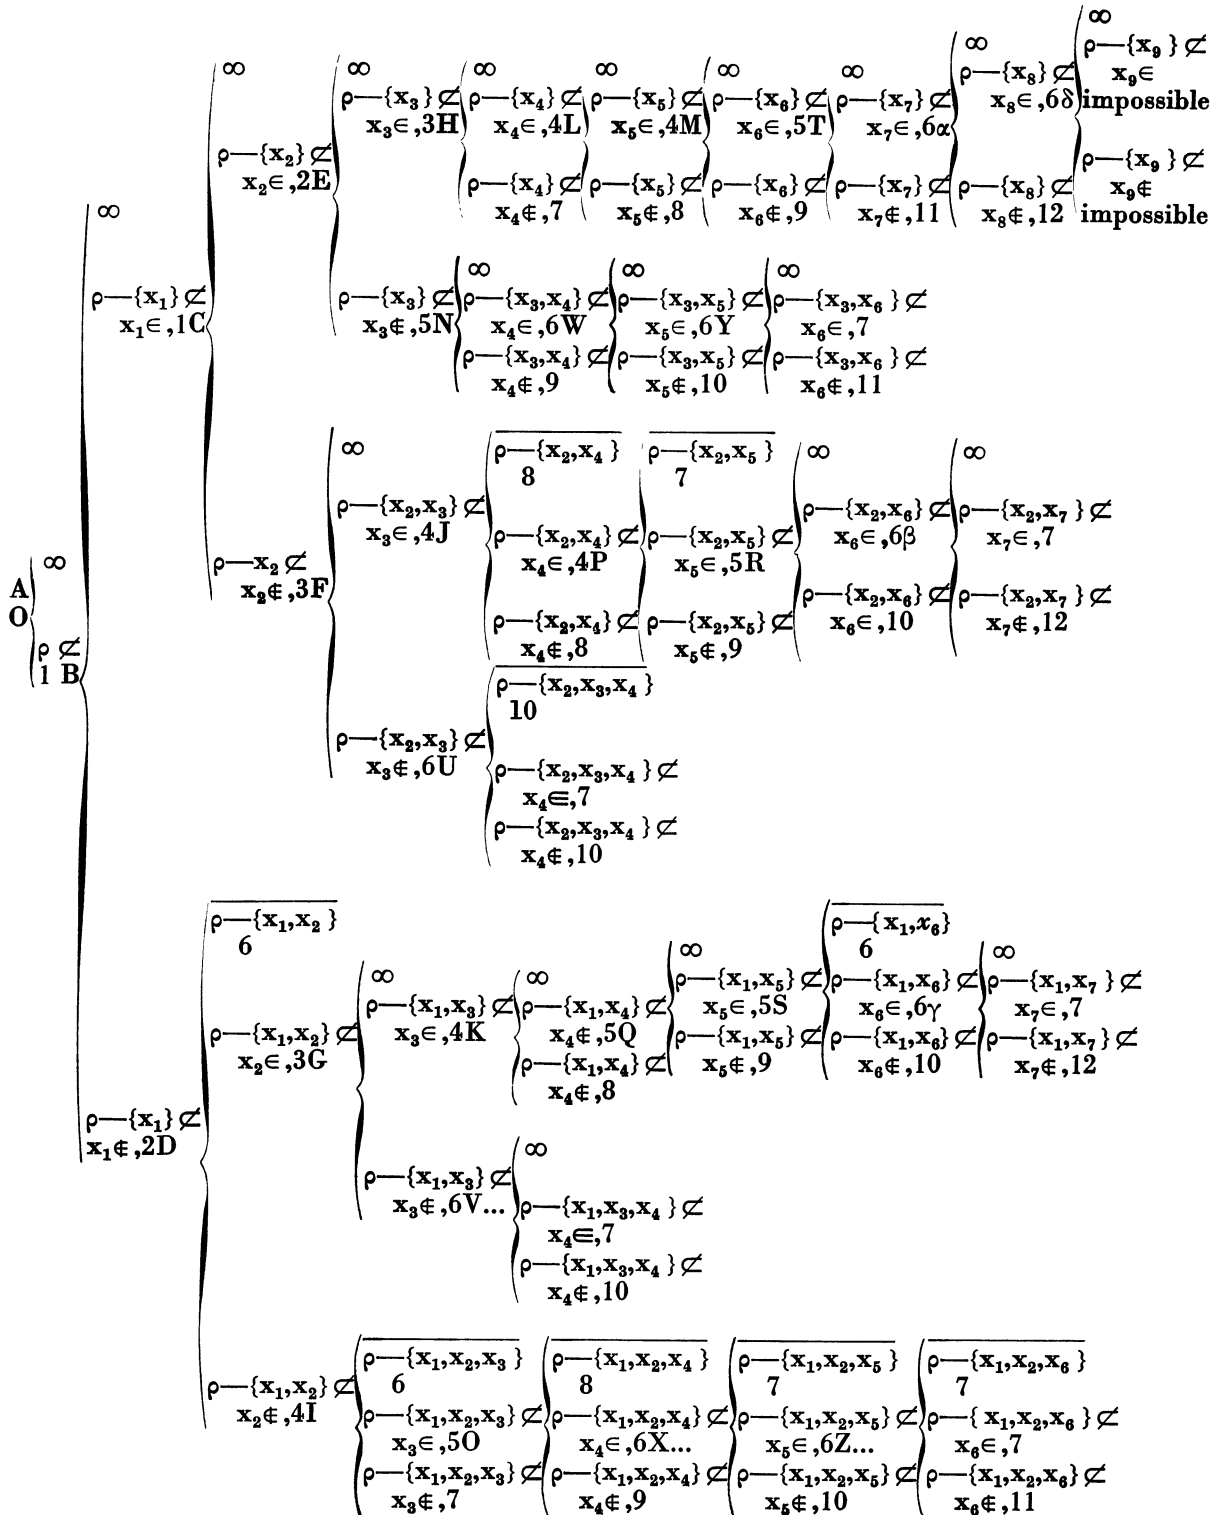 A
O
∞
ρ ⊄
1 B
∞
ρ—{x₁} ⊄
x₁∈,1C
ρ—{x₁} ⊄
x₁∉,2D
∞
ρ—{x₂} ⊄
x₂∈,2E
ρ—x₂ ⊄
x₂∉,3F
∞
ρ—{x₃} ⊄
x₃∈,3H
ρ—{x₃} ⊄
x₃∉,5N
∞
ρ—{x₄} ⊄
x₄∈,4L
ρ—{x₄} ⊄
x₄∉,7
∞
ρ—{x₅} ⊄
x₅∈,4M
ρ—{x₅} ⊄
x₅∉,8
∞
ρ—{x₆} ⊄
x₆∈,5T
ρ—{x₆} ⊄
x₆∉,9
∞
ρ—{x₇} ⊄
x₇∈,6α
ρ—{x₇} ⊄
x₇∉,11
∞
ρ—{x₈} ⊄
x₈∈,6δ
ρ—{x₈} ⊄
x₈∉,12
∞
ρ—{x₉ } ⊄
x₉∈
impossible
ρ—{x₉ } ⊄
x₉∉
impossible
∞
ρ—{x₃,x₄} ⊄
x₄∈,6W
ρ—{x₃,x₄} ⊄
x₄∉,9
∞
ρ—{x₃,x₅} ⊄
x₅∈,6Y
ρ—{x₃,x₅} ⊄
x₅∉,10
∞
ρ—{x₃,x₆ } ⊄
x₆∈,7
ρ—{x₃,x₆ } ⊄
x₆∉,11
∞
ρ—{x₂,x₃} ⊄
x₃∈,4J
ρ—{x₂,x₃} ⊄
x₃∉,6U
ρ—{x₂,x₄ }
8
ρ—{x₂,x₄} ⊄
x₄∈,4P
ρ—{x₂,x₄} ⊄
x₄∉,8
ρ—{x₂,x₅ }
7
ρ—{x₂,x₅} ⊄
x₅∈,5R
ρ—{x₂,x₅} ⊄
x₅∉,9
∞
ρ—{x₂,x₆} ⊄
x₆∈,6β
ρ—{x₂,x₆} ⊄
x₆∈,10
∞
ρ—{x₂,x₇ } ⊄
x₇∈,7
ρ—{x₂,x₇ } ⊄
x₇∉,12
ρ—{x₂,x₃,x₄ }
10
ρ—{x₂,x₃,x₄ } ⊄
x₄∈,7
ρ—{x₂,x₃,x₄ } ⊄
x₄∉,10
ρ—{x₁,x₂ }
6
ρ—{x₁,x₂} ⊄
x₂∈,3G
ρ—{x₁,x₂} ⊄
x₂∉,4I
∞
ρ—{x₁,x₃} ⊄
x₃∈,4K
ρ—{x₁,x₃} ⊄
x₃∉,6V...
∞
ρ—{x₁,x₄} ⊄
x₄∉,5Q
ρ—{x₁,x₄} ⊄
x₄∉,8
∞
ρ—{x₁,x₅} ⊄
x₅∈,5S
ρ—{x₁,x₅} ⊄
x₅∉,9
ρ—{x₁,x₆}
6
ρ—{x₁,x₆} ⊄
x₆∈,6γ
ρ—{x₁,x₆} ⊄
x₆∉,10
∞
ρ—{x₁,x₇ } ⊄
x₇∈,7
ρ—{x₁,x₇ } ⊄
x₇∉,12
∞
ρ—{x₁,x₃,x₄ } ⊄
x₄∈,7
ρ—{x₁,x₃,x₄ } ⊄
x₄∉,10
ρ—{x₁,x₂,x₃ }
6
ρ—{x₁,x₂,x₃} ⊄
x₃∈,5O
ρ—{x₁,x₂,x₃} ⊄
x₃∉,7
ρ—{x₁,x₂,x₄ }
8
ρ—{x₁,x₂,x₄} ⊄
x₄∈,6X...
ρ—{x₁,x₂,x₄} ⊄
x₄∉,9
ρ—{x₁,x₂,x₅ }
7
ρ—{x₁,x₂,x₅} ⊄
x₅∈,6Z...
ρ—{x₁,x₂,x₅} ⊄
x₅∉,10
ρ—{x₁,x₂,x₆ }
7
ρ—{ x₁,x₂,x₆ } ⊄
x₆∈,7
ρ—{x₁,x₂,x₆} ⊄
x₆∉,11